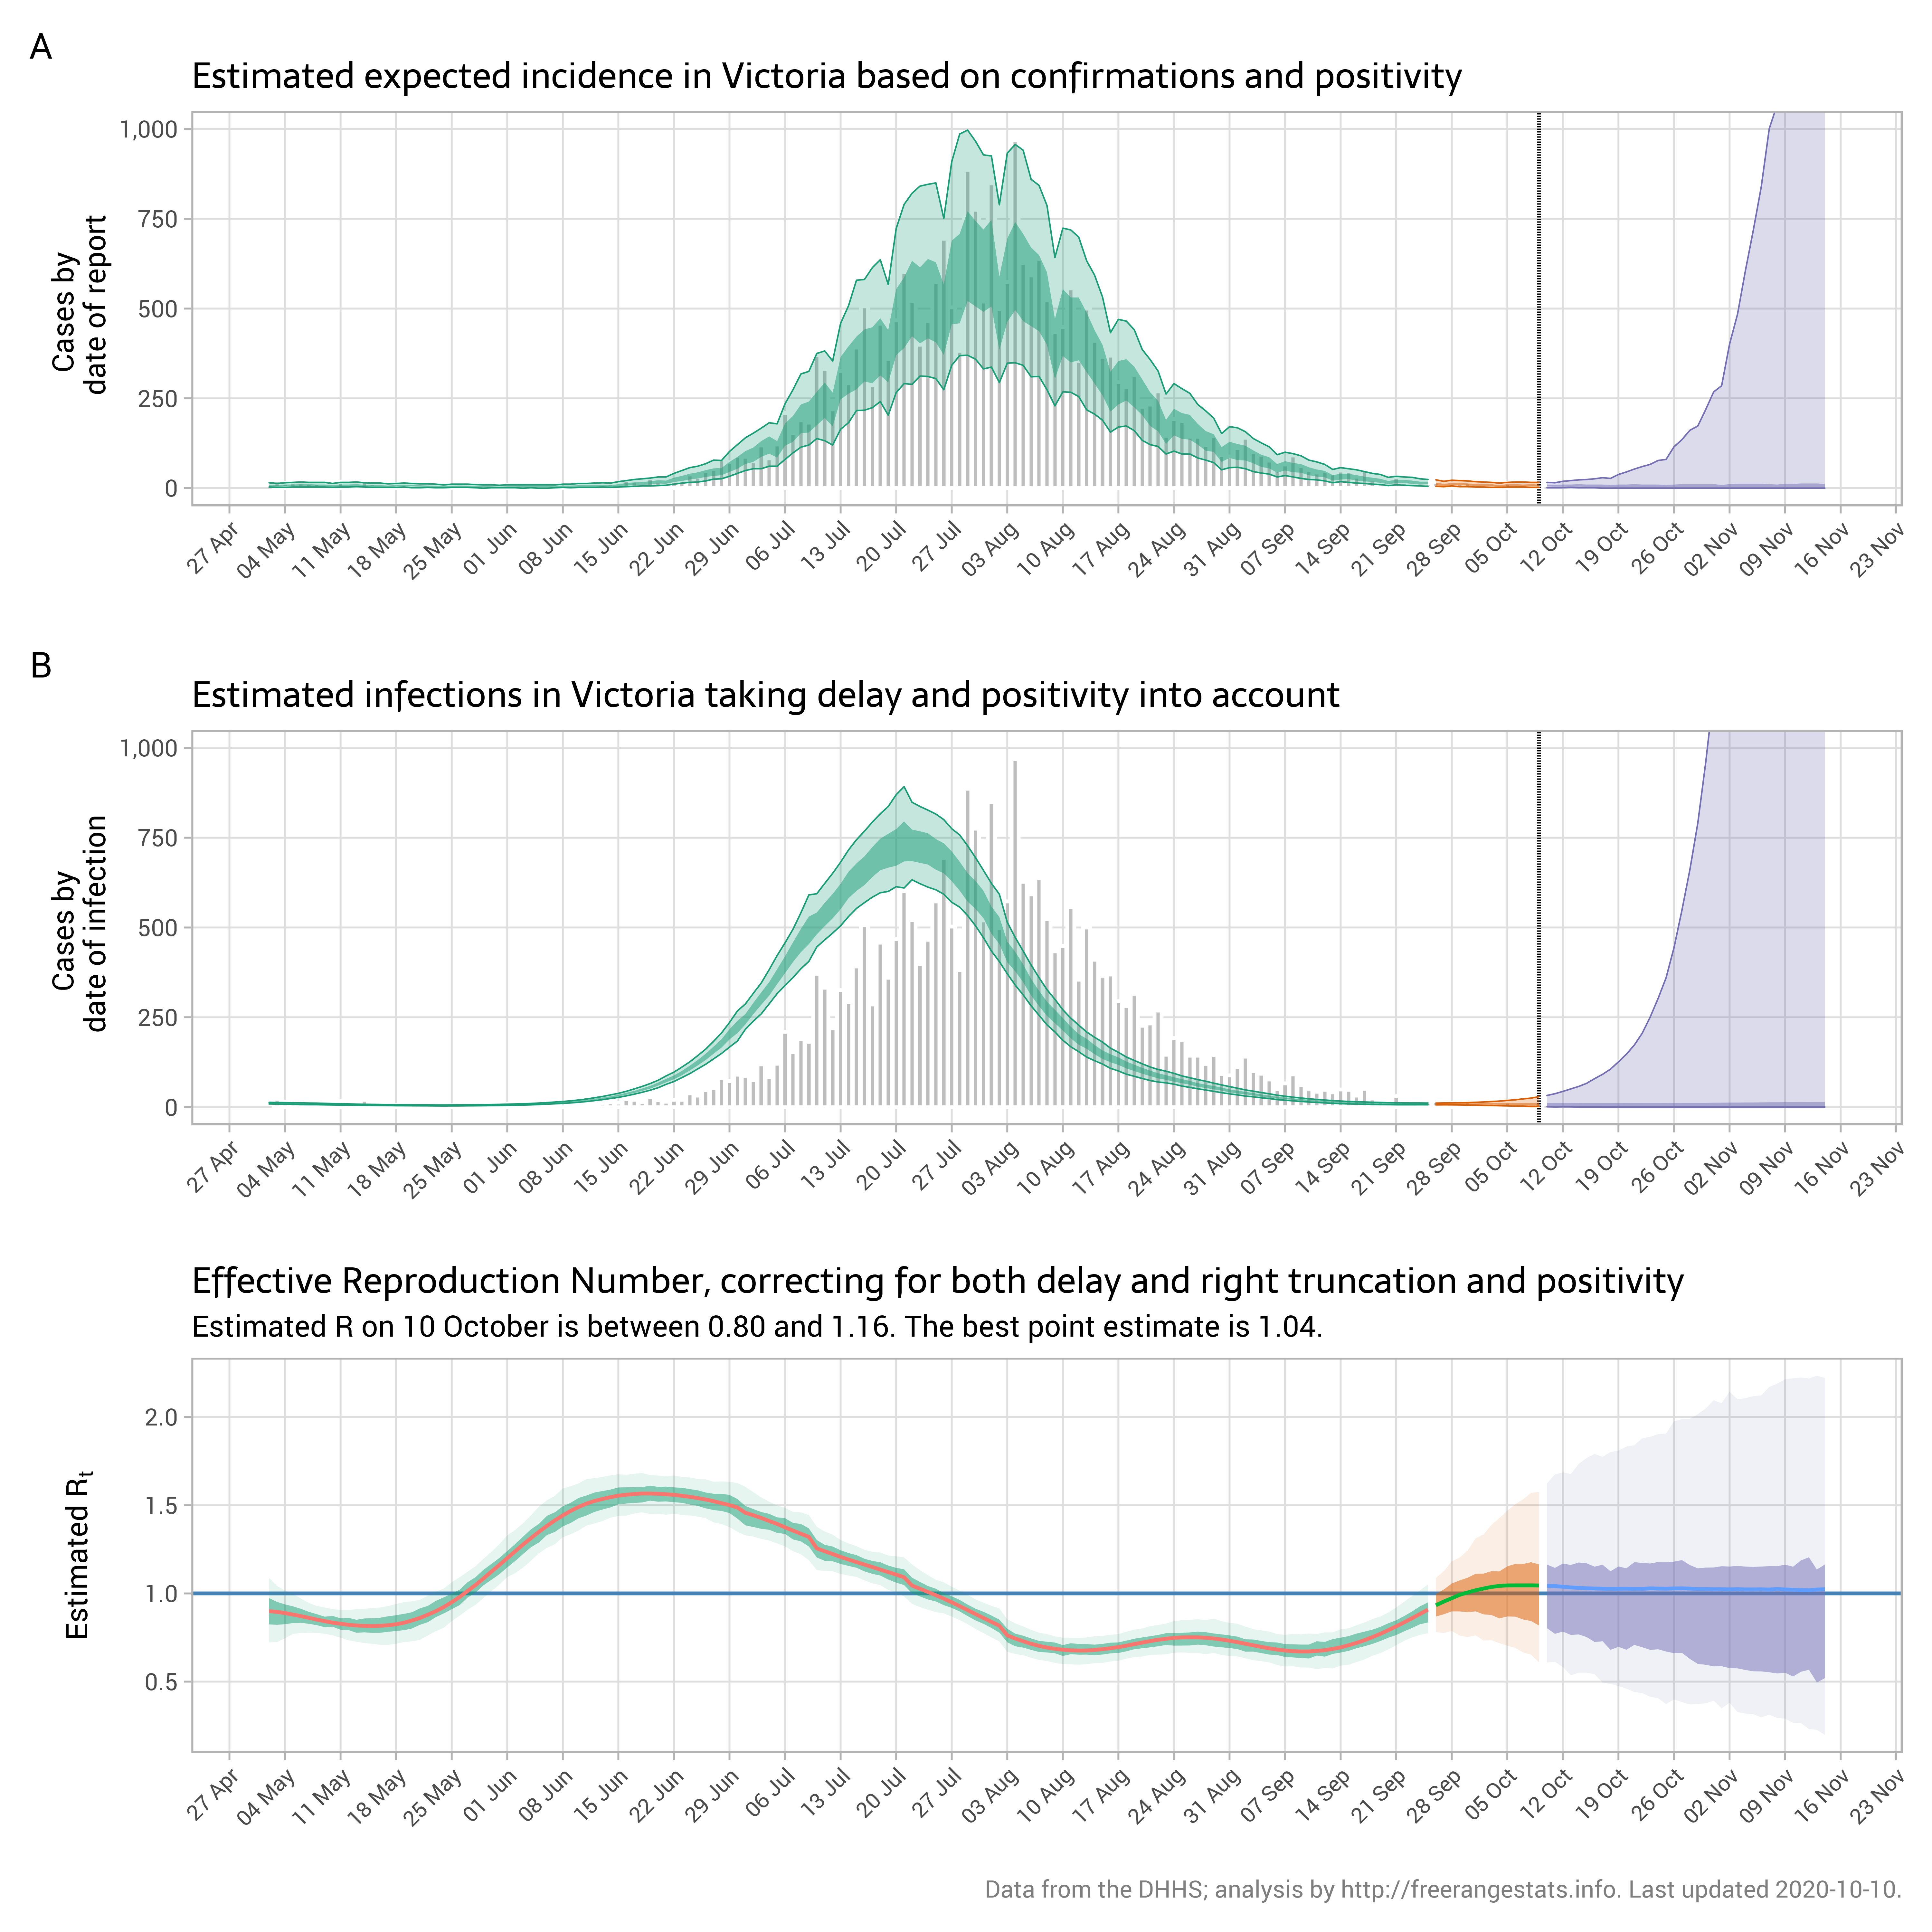 A
Estimated expected incidence in Victoria based on confirmations and positivity
Cases by
date of report
1,000
750
500
250
0
27 Apr
04 May
11 May
18 May
25 May
01 Jun
08 Jun
15 Jun
22 Jun
29 Jun
06 Jul
13 Jul
20 Jul
27 Jul
03 Aug
10 Aug
17 Aug
24 Aug
31 Aug
07 Sep
14 Sep
21 Sep
28 Sep
05 Oct
12 Oct
19 Oct
26 Oct
02 Nov
09 Nov
16 Nov
23 Nov
B
Estimated infections in Victoria taking delay and positivity into account
Cases by
date of infection
1,000
750
500
250
0
27 Apr
04 May
11 May
18 May
25 May
01 Jun
08 Jun
15 Jun
22 Jun
29 Jun
06 Jul
13 Jul
20 Jul
27 Jul
03 Aug
10 Aug
17 Aug
24 Aug
31 Aug
07 Sep
14 Sep
21 Sep
28 Sep
05 Oct
12 Oct
19 Oct
26 Oct
02 Nov
09 Nov
16 Nov
23 Nov
Effective Reproduction Number, correcting for both delay and right truncation and positivity
Estimated R on 10 October is between 0.80 and 1.16. The best point estimate is 1.04.
Estimated Rt
2.0
1.5
1.0
0.5
27 Apr
04 May
11 May
18 May
25 May
01 Jun
08 Jun
15 Jun
22 Jun
29 Jun
06 Jul
13 Jul
20 Jul
27 Jul
03 Aug
10 Aug
17 Aug
24 Aug
31 Aug
07 Sep
14 Sep
21 Sep
28 Sep
05 Oct
12 Oct
19 Oct
26 Oct
02 Nov
09 Nov
16 Nov
23 Nov
Data from the DHHS; analysis by http://freerangestats.info. Last updated 2020-10-10.